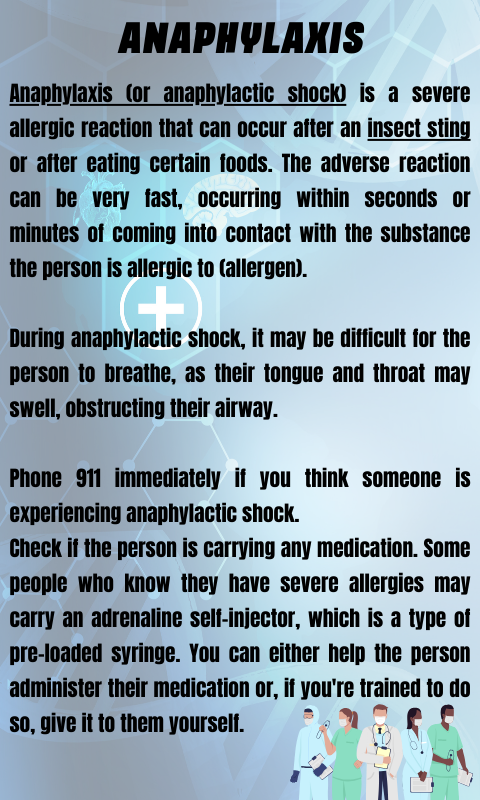 ANAPHYLAXIS
Anaphylaxis (or anaphylactic shock) is a severe
allergic reaction that can occur after an insect sting
or after eating certain foods. The adverse reaction
can be very fast, occurring within seconds or
minutes of coming into contact with the substance
the person is allergic to (allergen).
During anaphylactic shock, it may be difficult for the
person to breathe, as their tongue and throat may
swell, obstructing their airway.
Phone 911 immediately if you think someone is
experiencing anaphylactic shock.
Check if the person is carrying any medication. Some
people who know they have severe allergies may
carry an adrenaline self-injector, which is a type of
pre-loaded syringe. You can either help the person
administer their medication or, if you're trained to do
so, give it to them yourself.